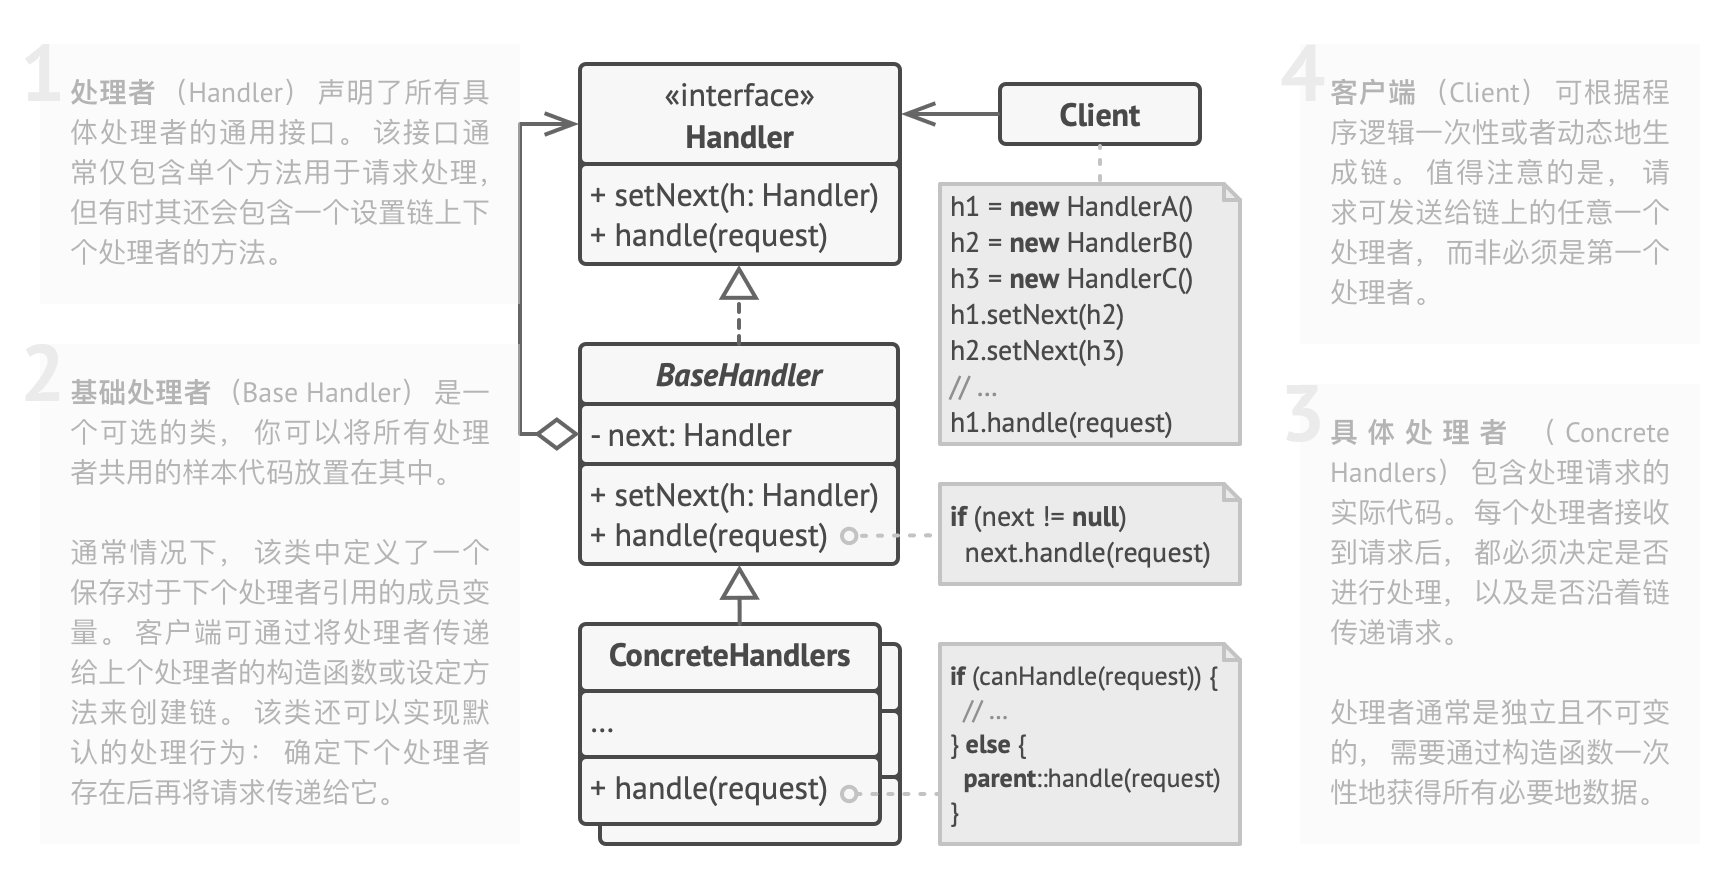 1
处理者 （Handler） 声明了所有具
体处理者的通用接口。 该接口通
常仅包含单个方法用于请求处理，
但有时其还会包含一个设置链上下
个处理者的方法。
2
基础处理者 （Base Handler） 是一
个可选的类， 你可以将所有处理
者共用的样本代码放置在其中。
通常情况下， 该类中定义了一个
保存对于下个处理者引用的成员变
量。 客户端可通过将处理者传递
给上个处理者的构造函数或设定方
法来创建链。 该类还可以实现默
认的处理行为： 确定下个处理者
存在后再将请求传递给它。
«interface»
Handler
+ setNext(h: Handler)
+ handle(request)
BaseHandler
- next: Handler
+ setNext(h: Handler)
+ handle(request)
ConcreteHandlers
...
+ handle(request)
Client
h1 = new HandlerA()
h2 = new HandlerB()
h3 = new HandlerC()
h1.setNext(h2)
h2.setNext(h3)
// ...
h1.handle(request)
if (next != null)
next.handle(request)
if (canHandle(request)) {
// ...
} else {
parent::handle(request)
}
4
客户端 （Client） 可根据程
序逻辑一次性或者动态地生
成链。 值得注意的是， 请
求可发送给链上的任意一个
处理者， 而非必须是第一个
处理者。
3
具体处理者 （Concrete
Handlers） 包含处理请求的
实际代码。 每个处理者接收
到请求后， 都必须决定是否
进行处理， 以及是否沿着链
传递请求。
处理者通常是独立且不可变
的， 需要通过构造函数一次
性地获得所有必要地数据。